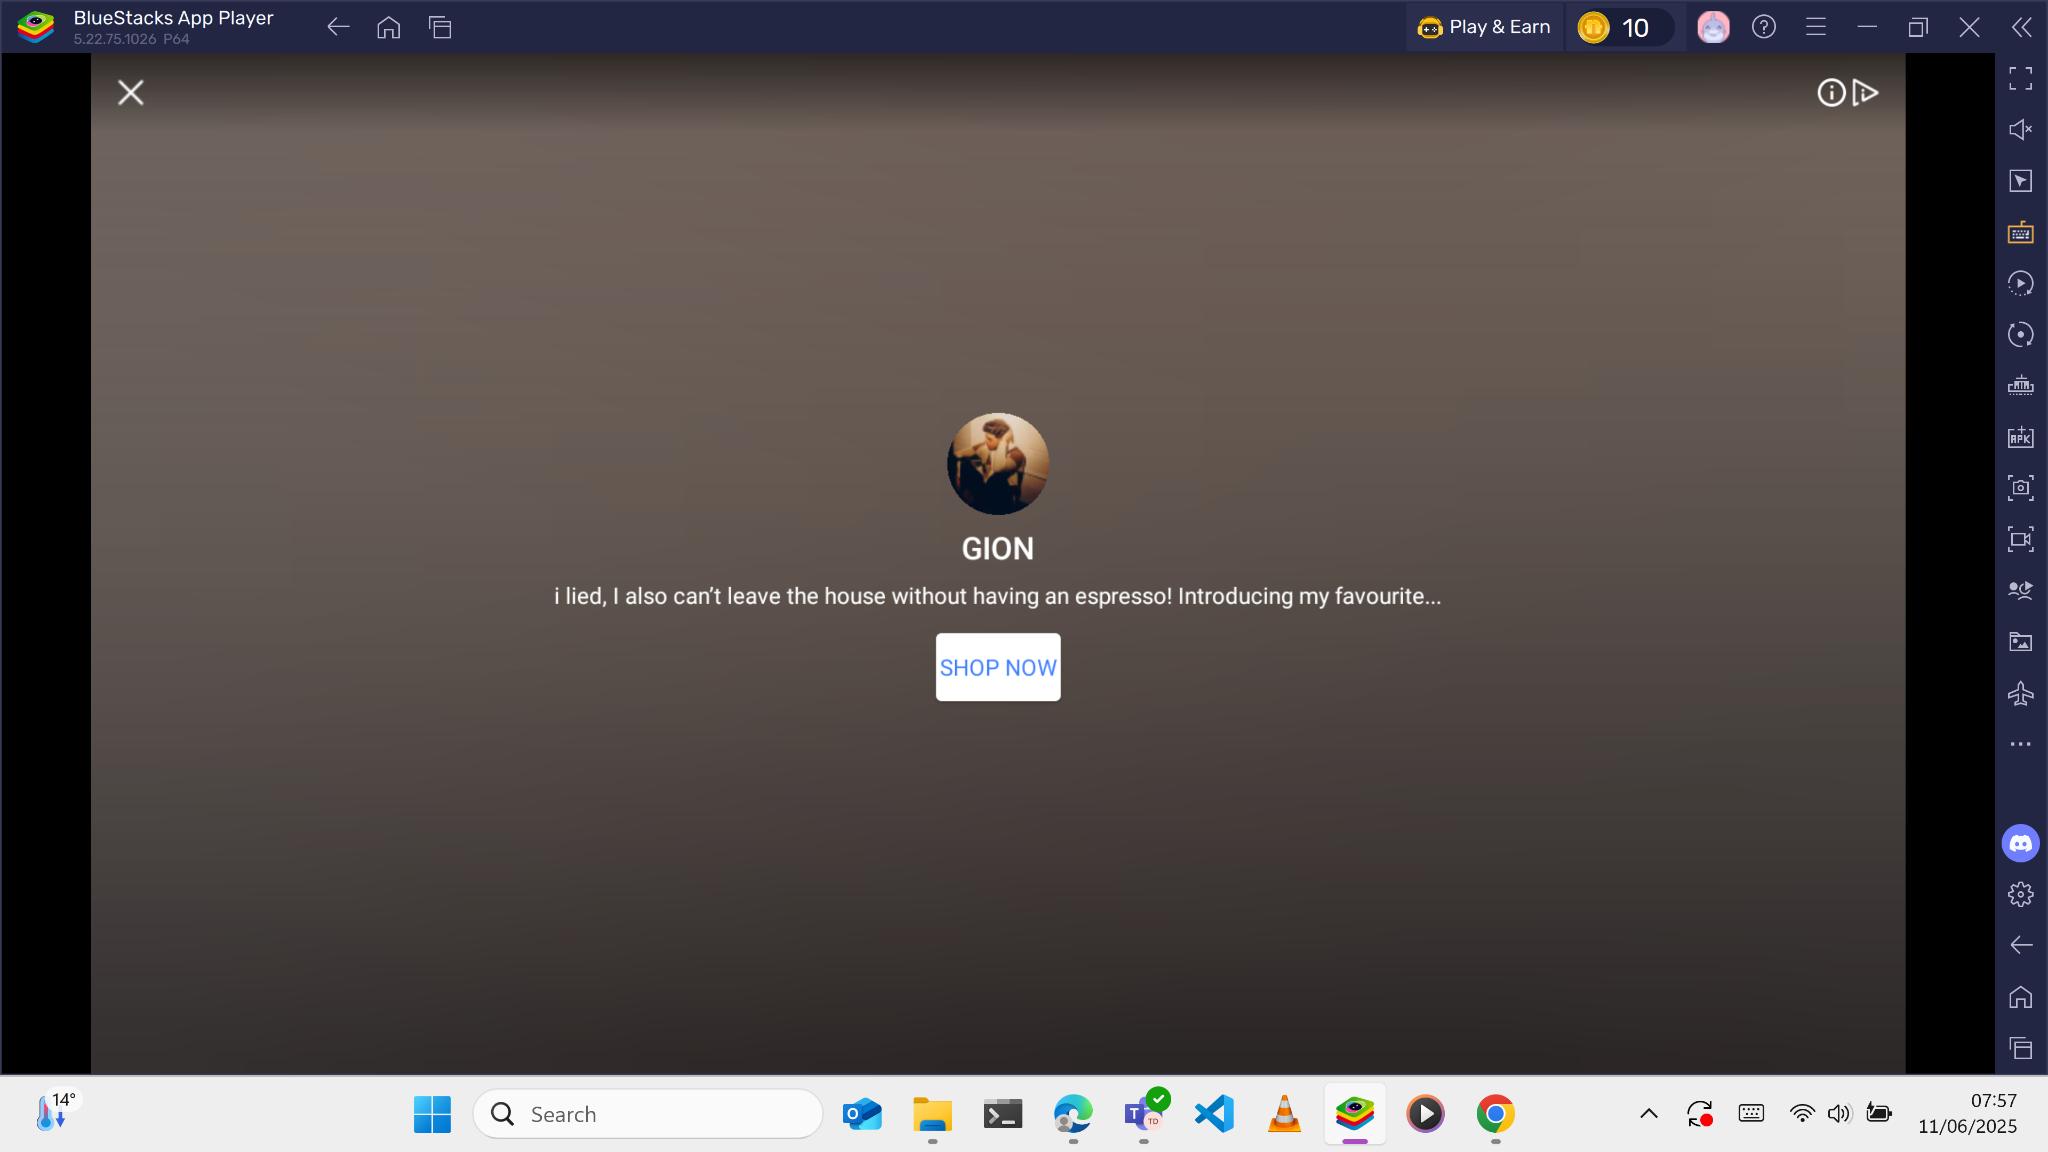 BlueStacks App Player
5.22.75.1026 P64
Play & Earn
10
GION
i lied, I also can’t leave the house without having an espresso! Introducing my favourite...
SHOP NOW
14°
Search
07:57
11/06/2025